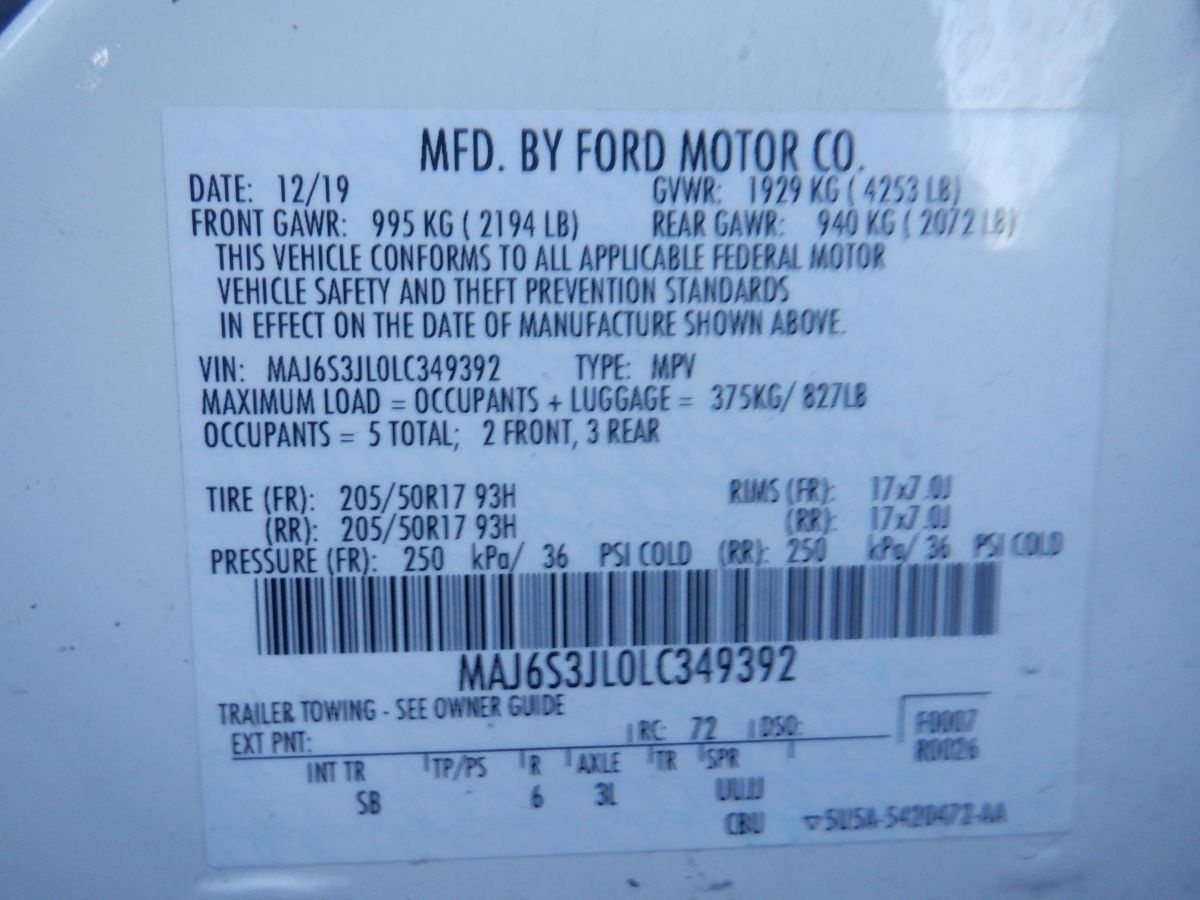 MFD. BY FORD MOTOR CO.
DATE: 12/19 GVWR: 1929 KG ( 4253 LB)
FRONT GAWR: 995 KG ( 2194 LB) REAR GAWR: 940 KG ( 2072 LB)
THIS VEHICLE CONFORMS TO ALL APPLICABLE FEDERAL MOTOR
VEHICLE SAFETY AND THEFT PREVENTION STANDARDS
IN EFFECT ON THE DATE OF MANUFACTURE SHOWN ABOVE.
VIN: MAJ6S3JL0LC349392 TYPE: MPV
MAXIMUM LOAD = OCCUPANTS + LUGGAGE = 375KG/ 827LB
OCCUPANTS = 5 TOTAL; 2 FRONT, 3 REAR
TIRE (FR): 205/50R17 93H RIMS (FR): 17x7.0J
(RR): 205/50R17 93H (RR): 17x7.0J
PRESSURE (FR): 250 kPa/ 36 PSI COLD (RR): 250 kPa/ 36 PSI COLD
MAJ6S3JL0LC349392
TRAILER TOWING - SEE OWNER GUIDE
EXT PNT: RC: 72 DSO: F0007
R0026
INT TR TP/PS R AXLE TR SPR
SB 6 3L UUJJ
CBU ▽5U5A-5420472-AA